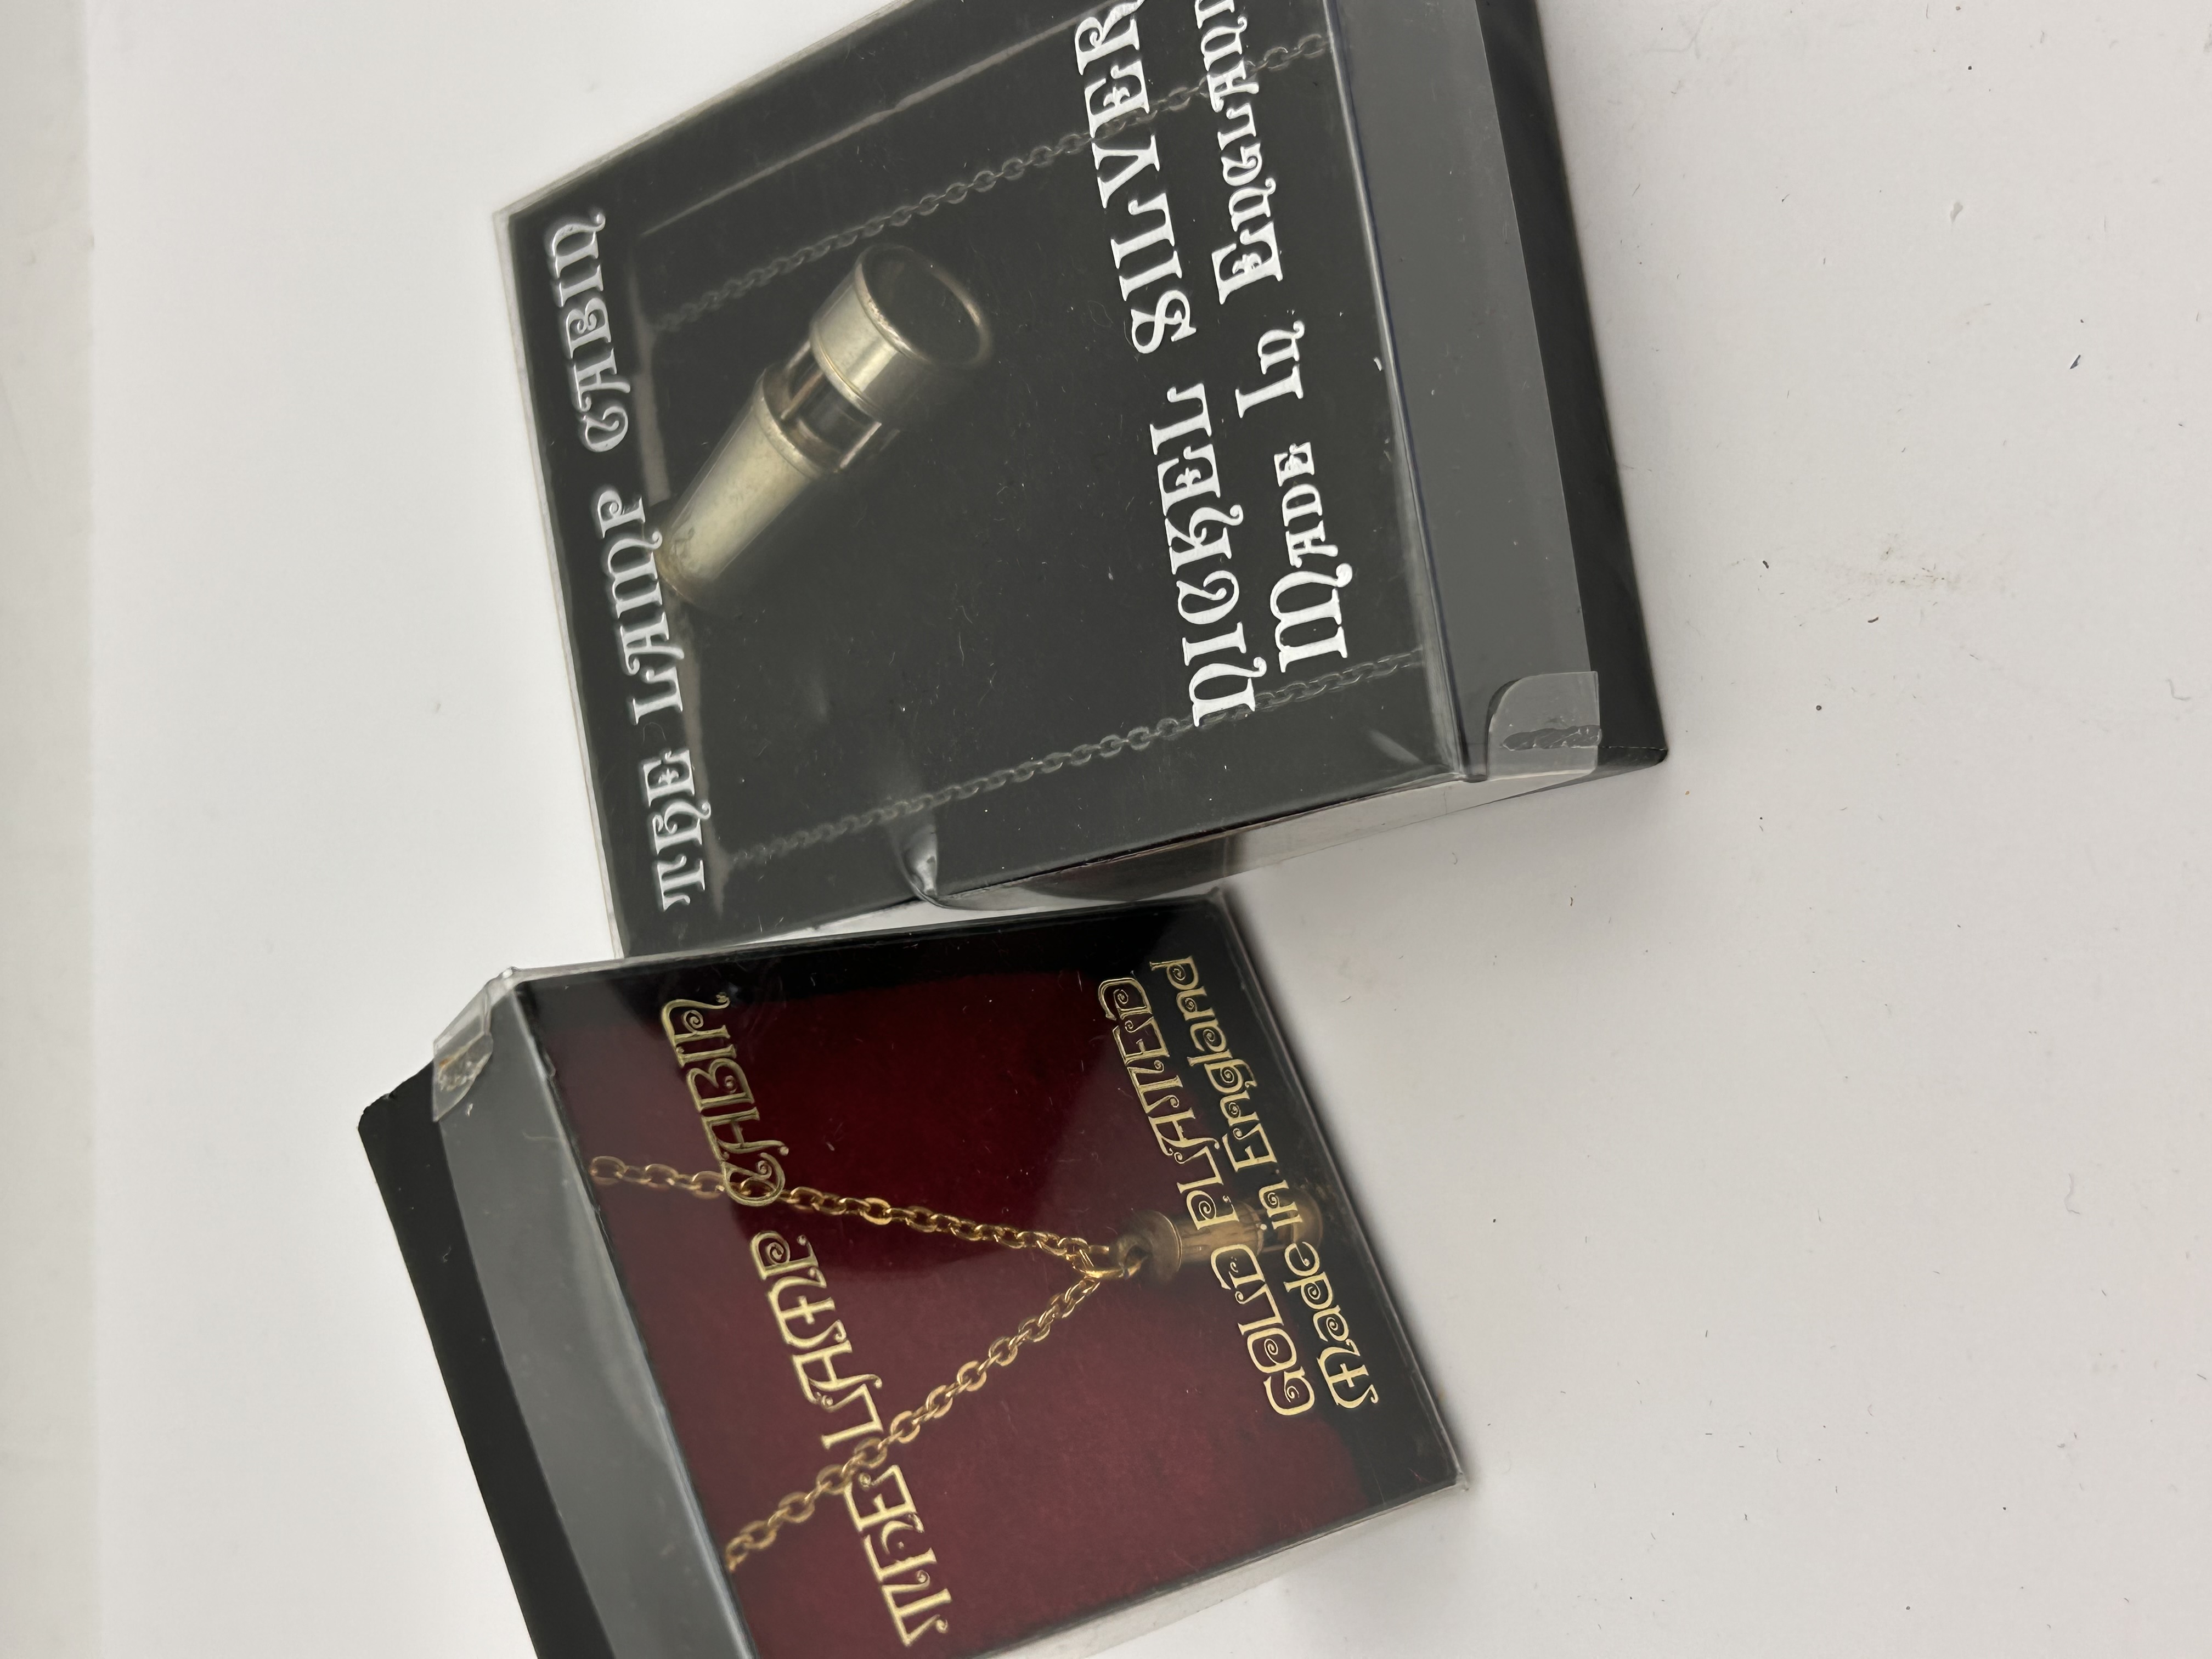 THE LAMP CABIN
NICKEL SILVER
MADE IN ENGLAND
THE LAMP CABIN
GOLD PLATED
Made in England